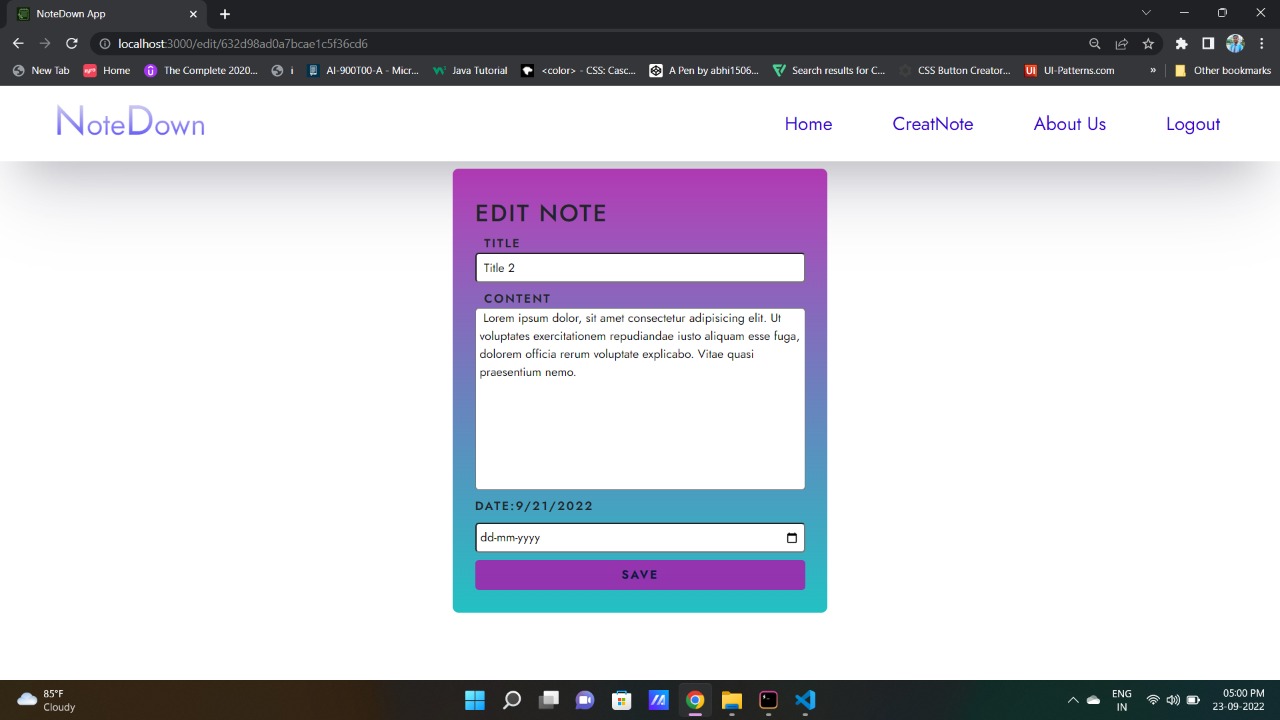 NoteDown App
localhost:3000/edit/632d98ad0a7bcae1c5f36cd6
New Tab
Home
The Complete 2020...
i
AI-900T00-A - Micr...
Java Tutorial
<color> - CSS: Casc...
A Pen by abhi1506...
Search results for C...
CSS Button Creator...
UI UI-Patterns.com
»
Other bookmarks
NoteDown
Home
CreatNote
About Us
Logout
EDIT NOTE
TITLE
Title 2
CONTENT
Lorem ipsum dolor, sit amet consectetur adipisicing elit. Ut
voluptates exercitationem repudiandae iusto aliquam esse fuga,
dolorem officia rerum voluptate explicabo. Vitae quasi
praesentium nemo.
DATE:9/21/2022
dd-mm-yyyy
SAVE
85°F
Cloudy
ENG
IN
05:00 PM
23-09-2022